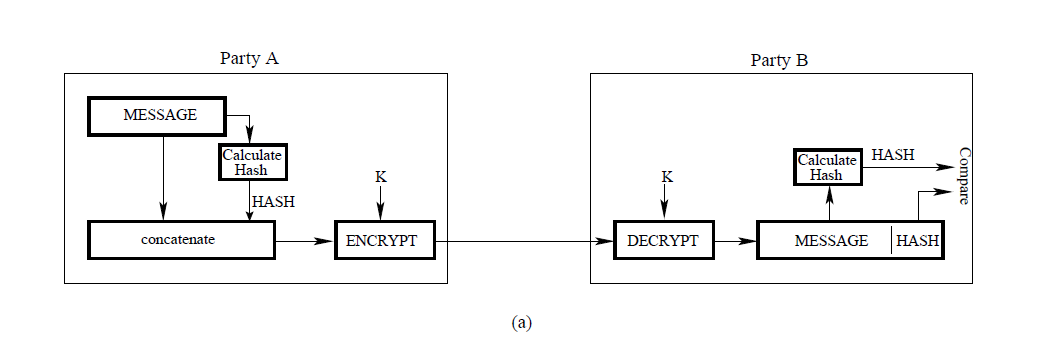 Party A
Party B
MESSAGE
Calculate
Hash
HASH
K
concatenate
ENCRYPT
K
DECRYPT
Calculate
Hash
HASH
Compare
MESSAGE
HASH
(a)